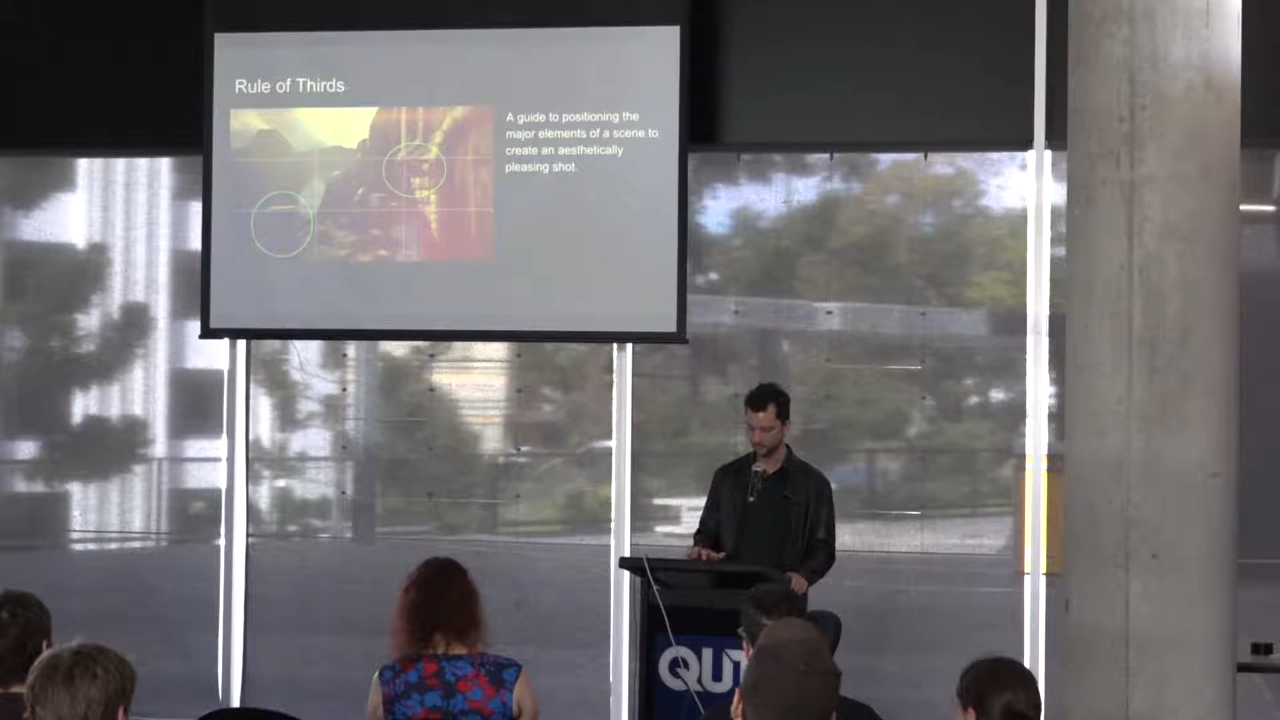 Rule of Thirds
A guide to positioning the
major elements of a scene to
create an aesthetically
pleasing shot.
QUT